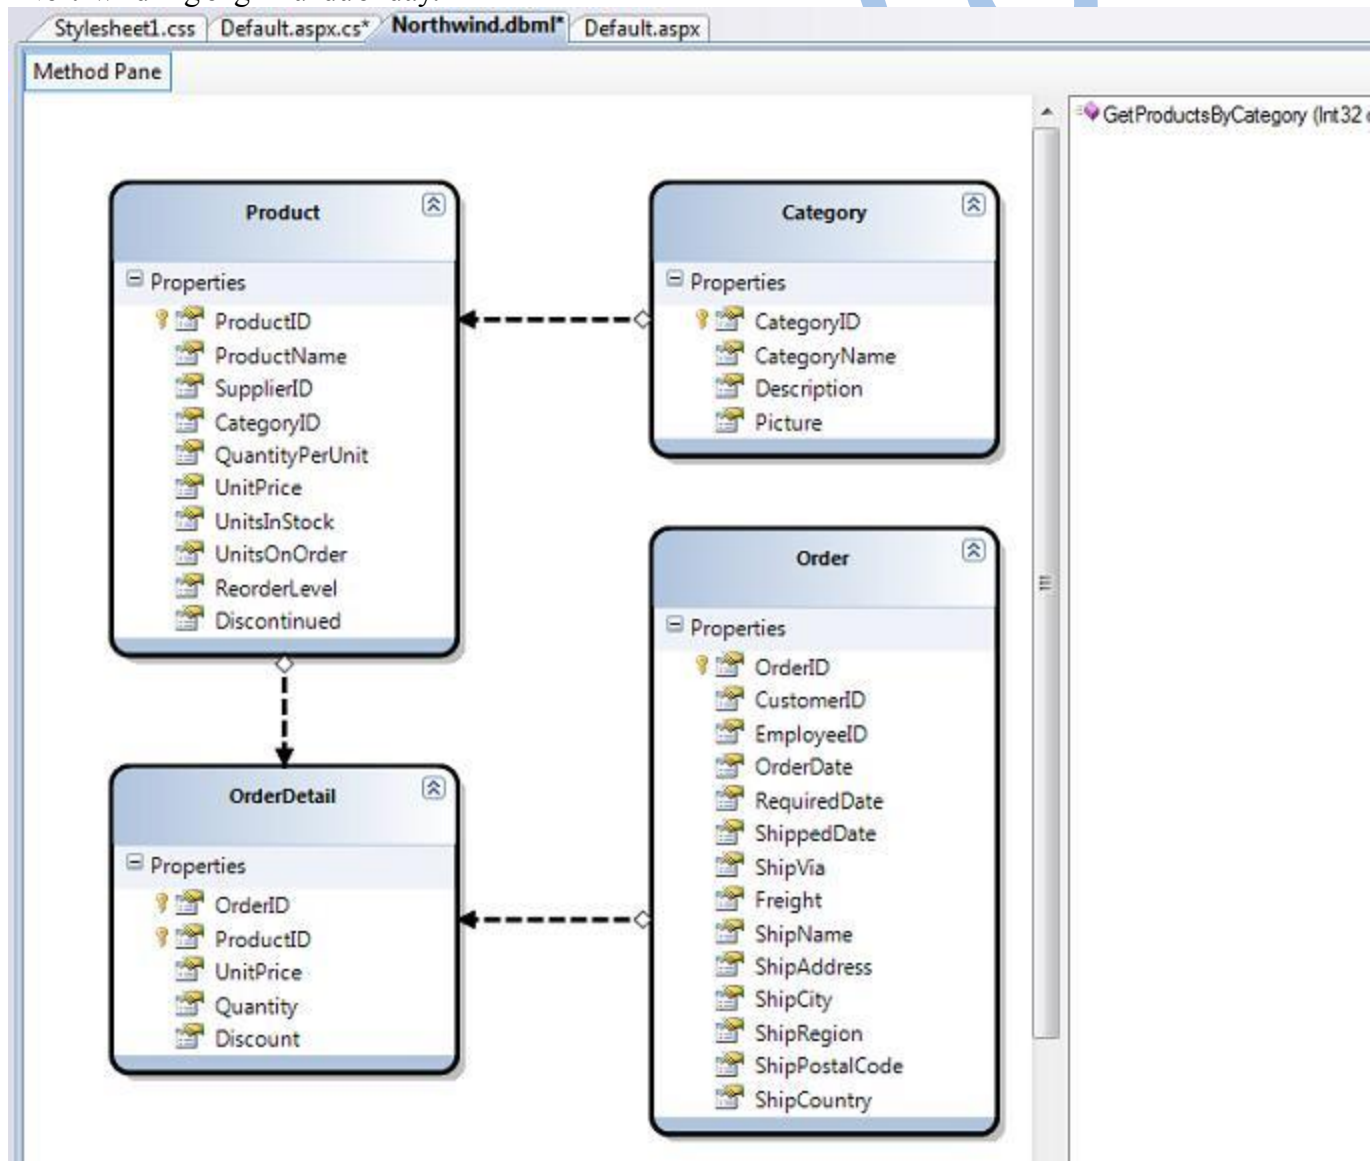 Stylesheet1.css Default.aspx.cs* Northwind.dbml* Default.aspx
Method Pane
GetProductsByCategory (Int32
Product
Properties
ProductID
ProductName
SupplierID
CategoryID
QuantityPerUnit
UnitPrice
UnitsInStock
UnitsOnOrder
ReorderLevel
Discontinued
Category
Properties
CategoryID
CategoryName
Description
Picture
OrderDetail
Properties
OrderID
ProductID
UnitPrice
Quantity
Discount
Order
Properties
OrderID
CustomerID
EmployeeID
OrderDate
RequiredDate
ShippedDate
ShipVia
Freight
ShipName
ShipAddress
ShipCity
ShipRegion
ShipPostalCode
ShipCountry